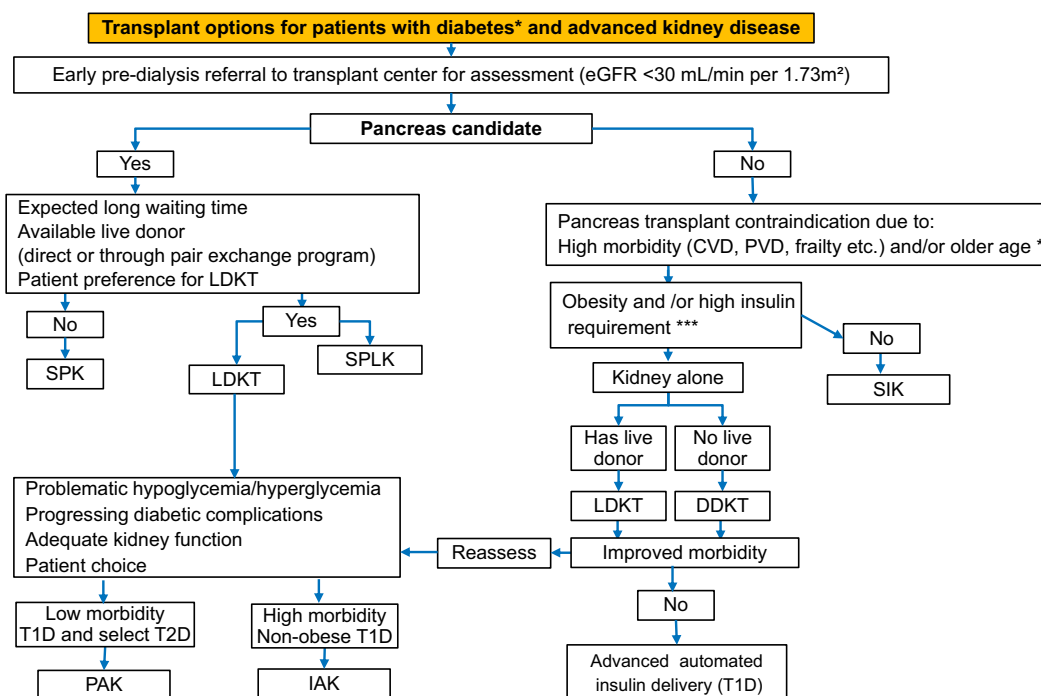 Transplant options for patients with diabetes* and advanced kidney disease
Early pre-dialysis referral to transplant center for assessment (eGFR <30 mL/min per 1.73m²)
Pancreas candidate
Yes
No
Expected long waiting time
Available live donor
(direct or through pair exchange program)
Patient preference for LDKT
Pancreas transplant contraindication due to:
High morbidity (CVD, PVD, frailty etc.) and/or older age *
No
SPK
Yes
LDKT
SPLK
Obesity and /or high insulin
requirement ***
No
SIK
Kidney alone
Has live
donor
No live
donor
LDKT
DDKT
Improved morbidity
Reassess
Problematic hypoglycemia/hyperglycemia
Progressing diabetic complications
Adequate kidney function
Patient choice
Low morbidity
T1D and select T2D
High morbidity
Non-obese T1D
No
PAK
IAK
Advanced automated
insulin delivery (T1D)